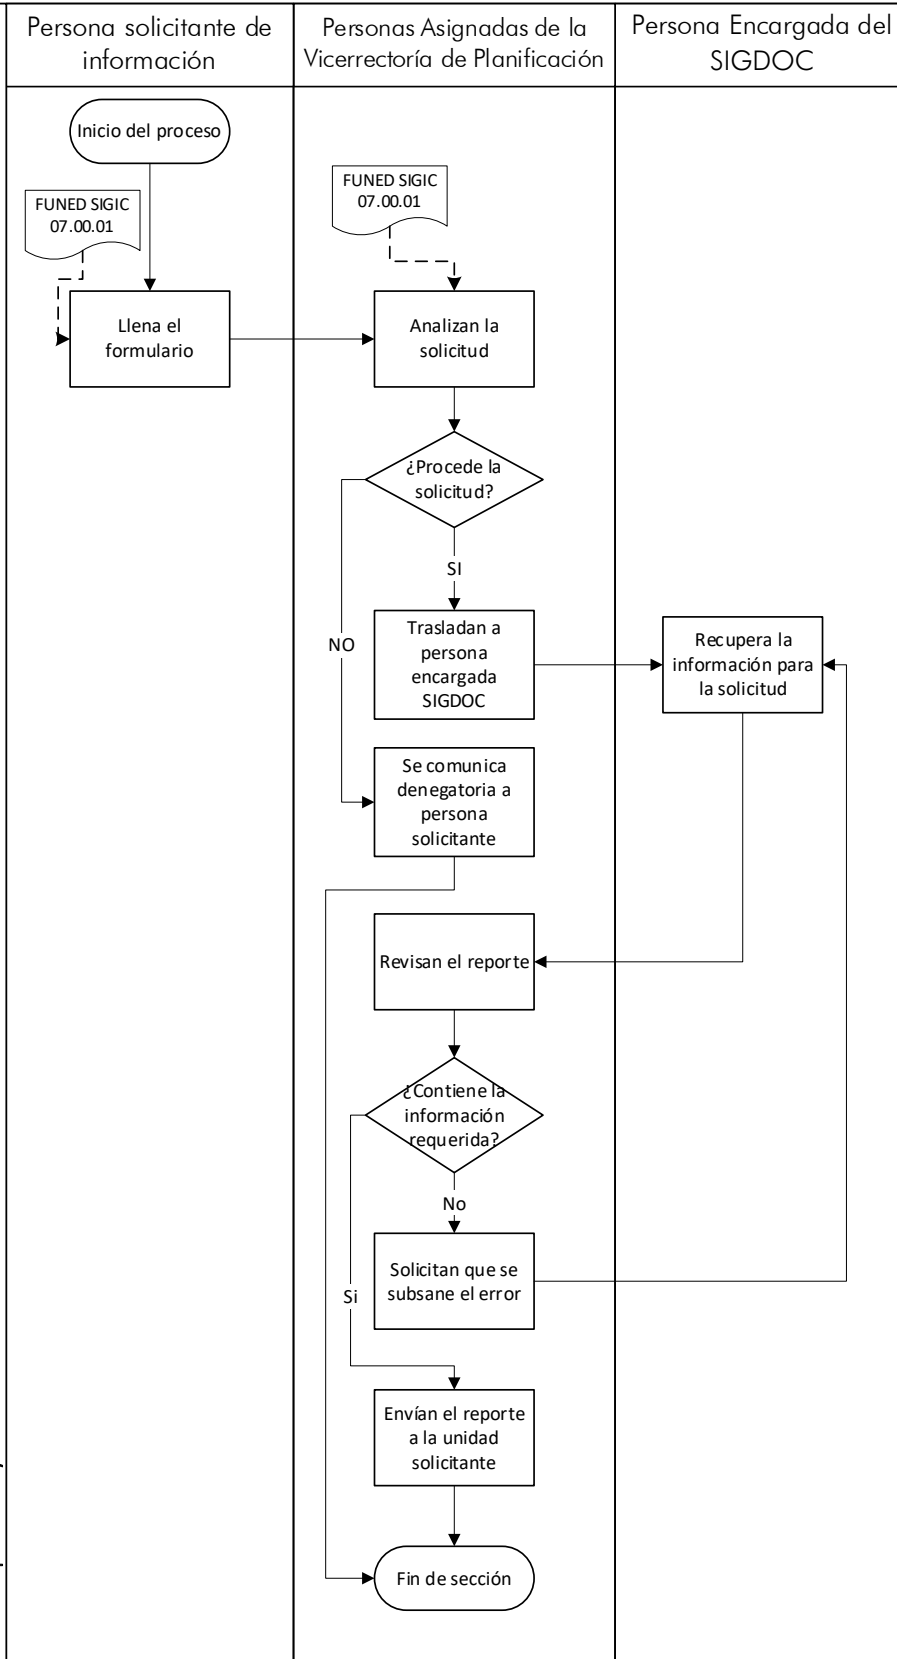 Persona solicitante de
información
Personas Asignadas de la
Vicerrectoría de Planificación
Persona Encargada del
SIGDOC
Inicio del proceso
FUNED SIGIC
07.00.01
FUNED SIGIC
07.00.01
Llena el
formulario
Analizan la
solicitud
¿Procede la
solicitud?
SI
NO
Trasladan a
persona
encargada
SIGDOC
Recupera la
información para
la solicitud
Se comunica
denegatoria a
persona
solicitante
Revisan el reporte
¿Contiene la
información
requerida?
No
Solicitan que se
subsane el error
Si
Envían el reporte
a la unidad
solicitante
Fin de sección